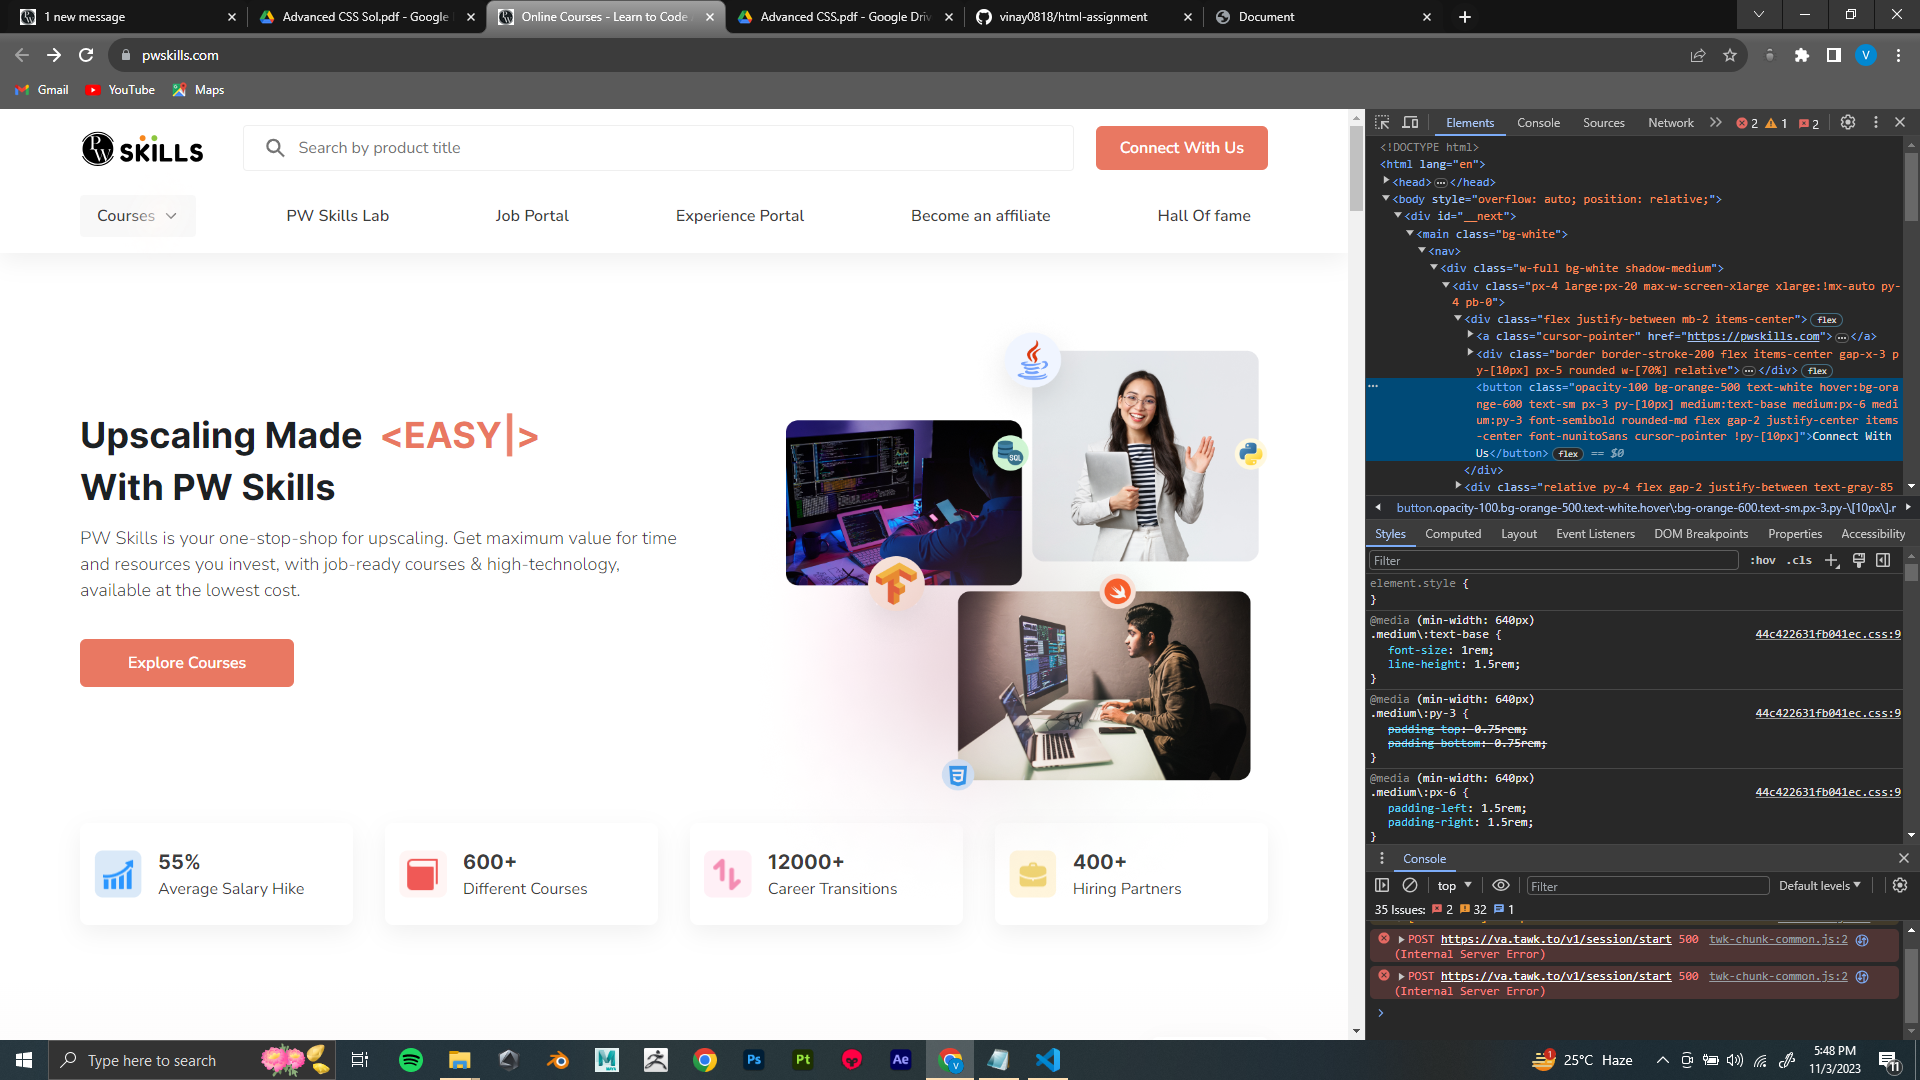 1 new message
Advanced CSS Sol.pdf - Google
Online Courses - Learn to Code
Advanced CSS.pdf - Google Driv
vinay0818/html-assignment
Document
pwskills.com
V
Gmail
YouTube
Maps
PW SKILLS
Search by product title
Connect With Us
Courses
PW Skills Lab
Job Portal
Experience Portal
Become an affiliate
Hall Of fame
Upscaling Made <EASY|>
With PW Skills
PW Skills is your one-stop-shop for upscaling. Get maximum value for time
and resources you invest, with job-ready courses & high-technology,
available at the lowest cost.
Explore Courses
SQL
55%
Average Salary Hike
600+
Different Courses
12000+
Career Transitions
400+
Hiring Partners
Elements
Console
Sources
Network
2
1
2
<!DOCTYPE html>
<html lang="en">
<head>…</head>
<body style="overflow: auto; position: relative;">
<div id="__next">
<main class="bg-white">
<nav>
<div class="w-full bg-white shadow-medium">
<div class="px-4 large:px-20 max-w-screen-xlarge xlarge:!mx-auto py-
4 pb-0">
<div class="flex justify-between mb-2 items-center"> flex
<a class="cursor-pointer" href="https://pwskills.com">…</a>
<div class="border border-stroke-200 flex items-center gap-x-3 p
y-[10px] px-5 rounded w-[70%] relative">…</div> flex
<button class="opacity-100 bg-orange-500 text-white hover:bg-ora
nge-600 text-sm px-3 py-[10px] medium:text-base medium:px-6 medi
um:py-3 font-semibold rounded-md flex gap-2 justify-center items
-center font-nunitoSans cursor-pointer !py-[10px]">Connect With
Us</button> flex == $0
</div>
<div class="relative py-4 flex gap-2 justify-between text-gray-85
button.opacity-100.bg-orange-500.text-white.hover\:bg-orange-600.text-sm.px-3.py-\[10px\].r
Styles
Computed
Layout
Event Listeners
DOM Breakpoints
Properties
Accessibility
Filter
:hov
.cls
element.style {
}
@media (min-width: 640px)
.medium\:text-base {
44c422631fb041ec.css:9
font-size: 1rem;
line-height: 1.5rem;
}
@media (min-width: 640px)
.medium\:py-3 {
44c422631fb041ec.css:9
padding-top: 0.75rem;
padding-bottom: 0.75rem;
}
@media (min-width: 640px)
.medium\:px-6 {
44c422631fb041ec.css:9
padding-left: 1.5rem;
padding-right: 1.5rem;
}
Console
top
Filter
Default levels
35 Issues: 2 32 1
POST https://va.tawk.to/v1/session/start 500 twk-chunk-common.js:2
(Internal Server Error)
POST https://va.tawk.to/v1/session/start 500 twk-chunk-common.js:2
(Internal Server Error)
Type here to search
Ps
Pt
Ae
V
1
25°C Haze
5:48 PM
11/3/2023
11